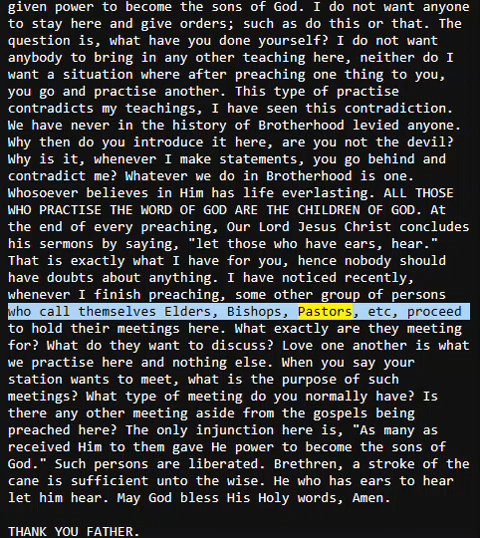 given power to become the sons of God. I do not want anyone
to stay here and give orders; such as do this or that. The
question is, what have you done yourself? I do not want
anybody to bring in any other teaching here, neither do I
want a situation where after preaching one thing to you,
you go and practise another. This type of practise
contradicts my teachings, I have seen this contradiction.
We have never in the history of Brotherhood levied anyone.
Why then do you introduce it here, are you not the devil?
Why is it, whenever I make statements, you go behind and
contradict me? Whatever we do in Brotherhood is one.
Whosoever believes in Him has life everlasting. ALL THOSE
WHO PRACTISE THE WORD OF GOD ARE THE CHILDREN OF GOD. At
the end of every preaching, Our Lord Jesus Christ concludes
his sermons by saying, "let those who have ears, hear."
That is exactly what I have for you, hence nobody should
have doubts about anything. I have noticed recently,
whenever I finish preaching, some other group of persons
who call themselves Elders, Bishops, Pastors, etc, proceed
to hold their meetings here. What exactly are they meeting
for? What do they want to discuss? Love one another is what
we practise here and nothing else. When you say your
station wants to meet, what is the purpose of such
meetings? What type of meeting do you normally have? Is
there any other meeting aside from the gospels being
preached here? The only injunction here is, "As many as
received Him to them gave He power to become the sons of
God." Such persons are liberated. Brethren, a stroke of the
cane is sufficient unto the wise. He who has ears to hear
let him hear. May God bless His Holy words, Amen.
THANK YOU FATHER.